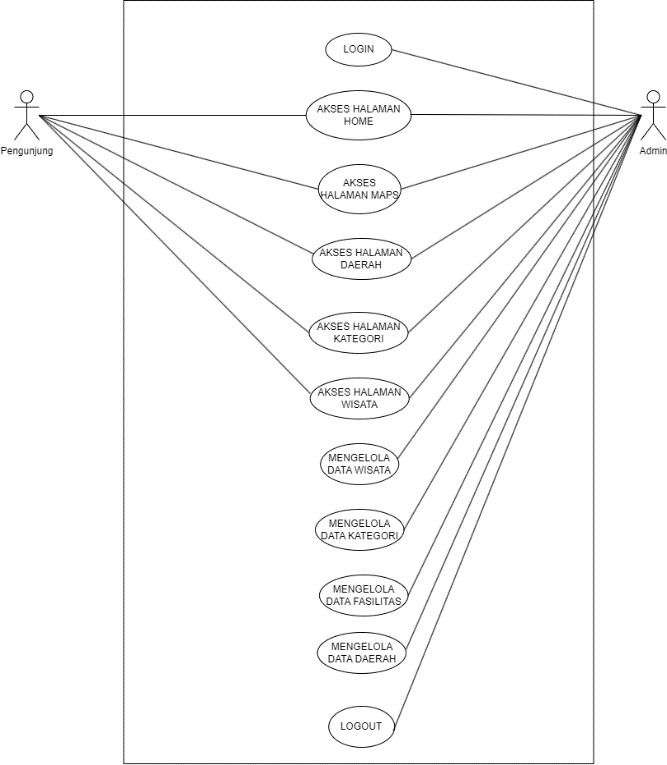 LOGIN
AKSES HALAMAN
HOME
Pengunjung
Admin
AKSES
HALAMAN MAPS
AKSES HALAMAN
DAERAH
AKSES HALAMAN
KATEGORI
AKSES HALAMAN
WISATA
MENGELOLA
DATA WISATA
MENGELOLA
DATA KATEGORI
MENGELOLA
DATA FASILITAS
MENGELOLA
DATA DAERAH
LOGOUT